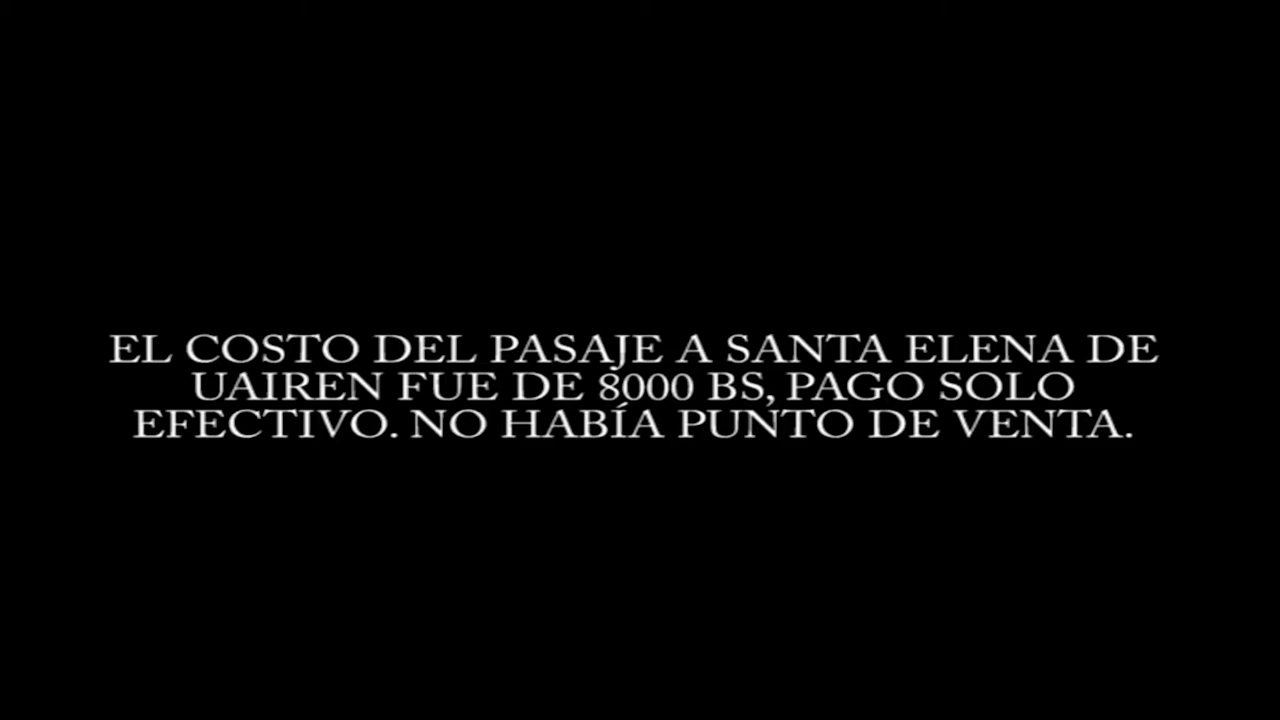 EL COSTO DEL PASAJE A SANTA ELENA DE
UAIREN FUE DE 8000 BS, PAGO SOLO
EFECTIVO. NO HABÍA PUNTO DE VENTA.